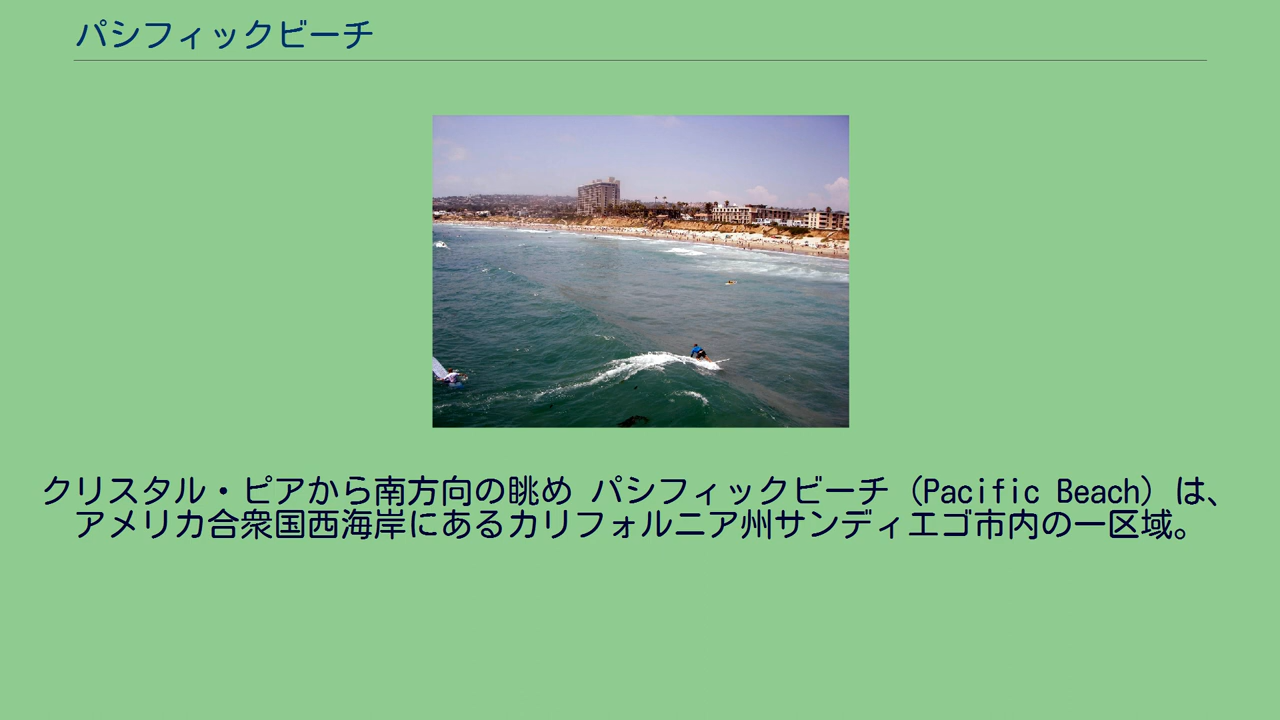 パシフィックビーチ
クリスタル・ピアから南方向の眺め パシフィックビーチ（Pacific Beach）は、
アメリカ合衆国西海岸にあるカリフォルニア州サンディエゴ市内の一区域。